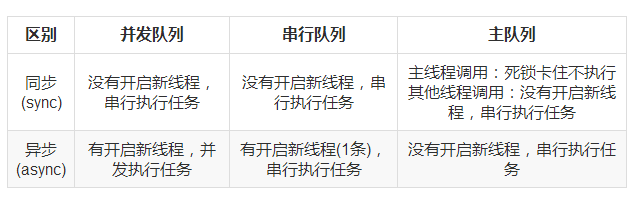 区别 并发队列 串行队列 主队列
同步 (sync) 没有开启新线程，串行执行任务 没有开启新线程，串行执行任务 主线程调用：死锁卡住不执行 其他线程调用：没有开启新线程，串行执行任务
异步 (async) 有开启新线程，并发执行任务 有开启新线程(1条)，串行执行任务 没有开启新线程，串行执行任务